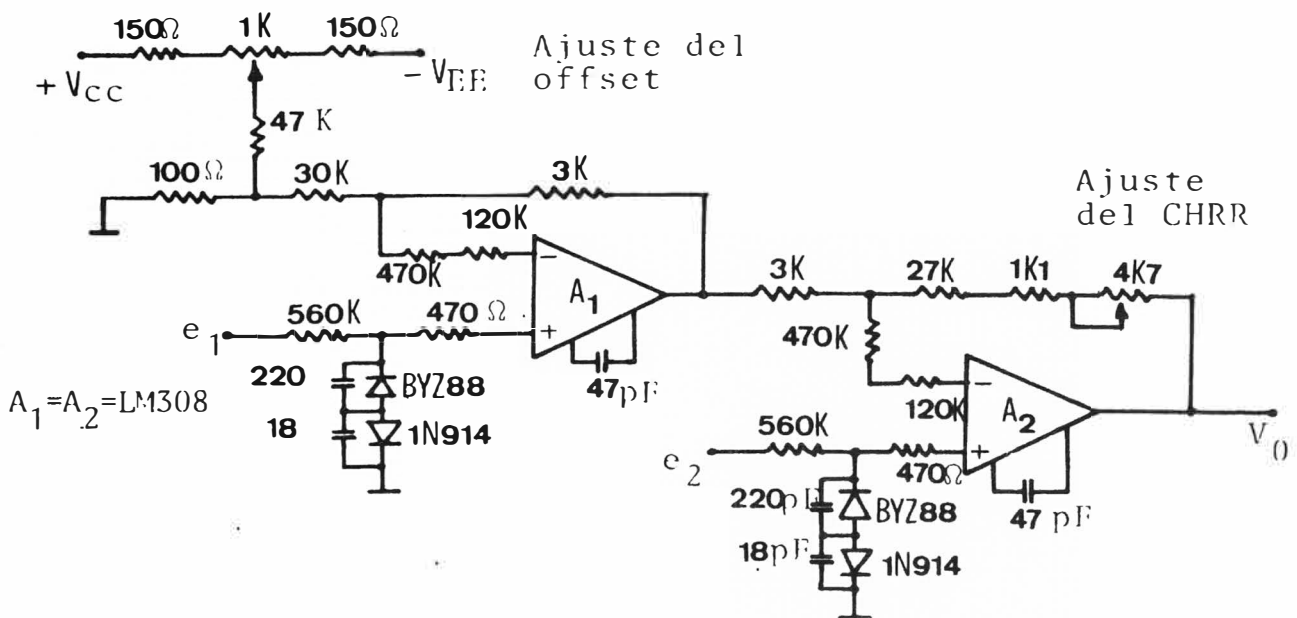 150Ω 1K 150Ω
Ajuste del
offset
+ Vcc
- VEE
47 K
100Ω 30K 3K
Ajuste
del CHRR
120K
470K
A1
3K 27K 1K1 4K7
e1 560K 470 Ω
- +
470K
220 BYZ88
47pF
A1=A2=LM308
18 1N914
120K
- +
A2
560K
V0
e2
470Ω
220pF BYZ88
47 pF
18pF 1N914